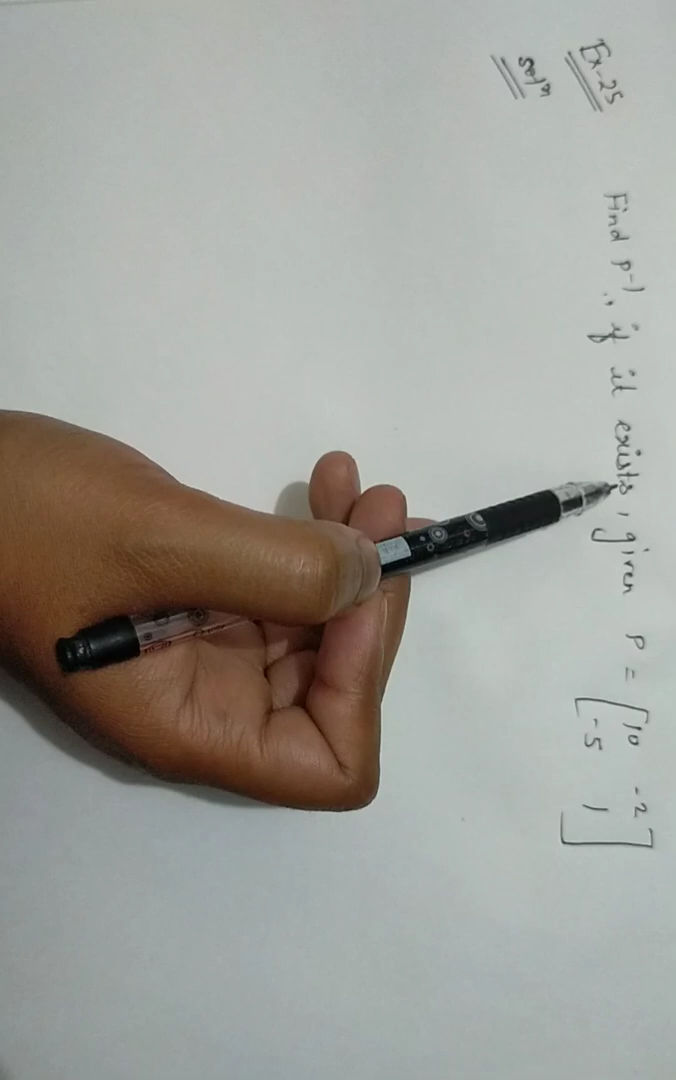 Ex-25 Find p-1, if it exists, given P = [10 -2
-5 1]
Soln